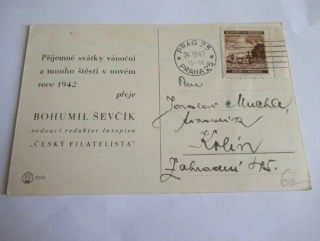 Příjemné svátky vánoční
a mnoho štěstí v novém
roce 1942
přeje
BOHUMIL ŠEVČÍK
vedoucí redaktor časopisu
„ČESKÝ FILATELISTA"
PRAG 25
PRAHA 25
Pan
Jaroslav Mucha,
Kolín
Zahradní